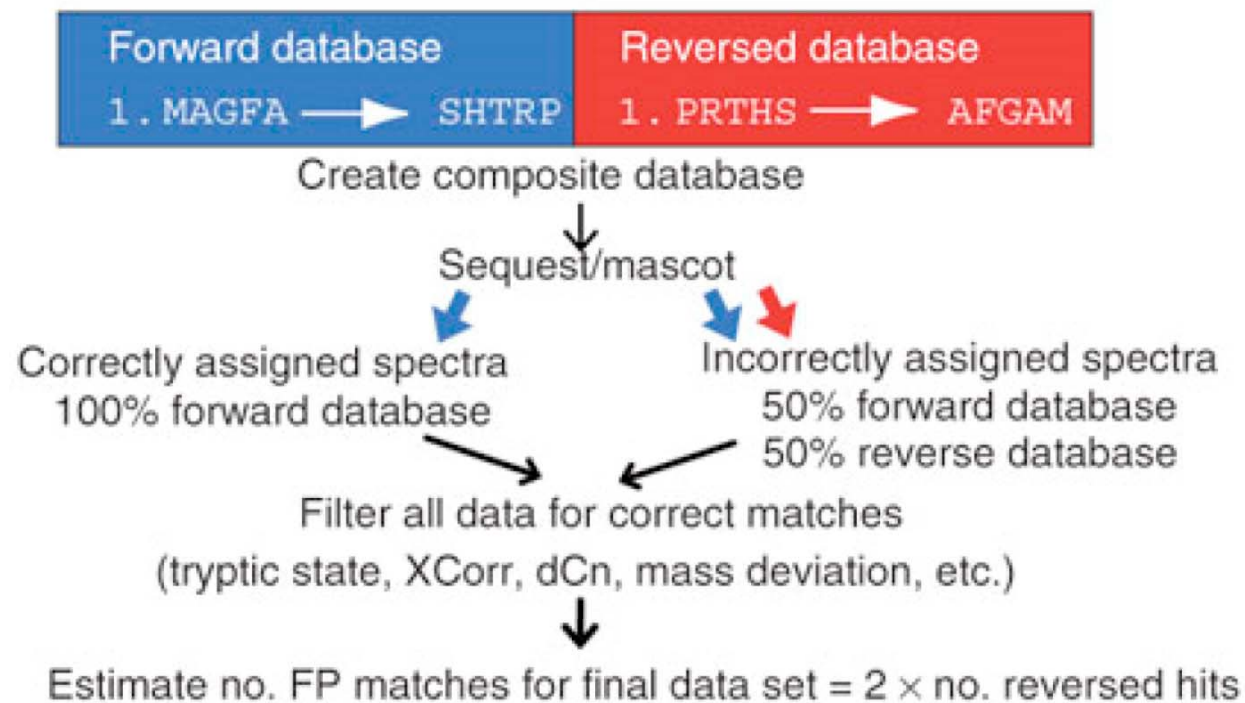 Forward database
1. MAGFA SHTRP
Reversed database
1. PRTHS AFGAM
Create composite database
Sequest/mascot
Correctly assigned spectra
100% forward database
Incorrectly assigned spectra
50% forward database
50% reverse database
Filter all data for correct matches
(tryptic state, XCorr, dCn, mass deviation, etc.)
Estimate no. FP matches for final data set = 2 × no. reversed hits